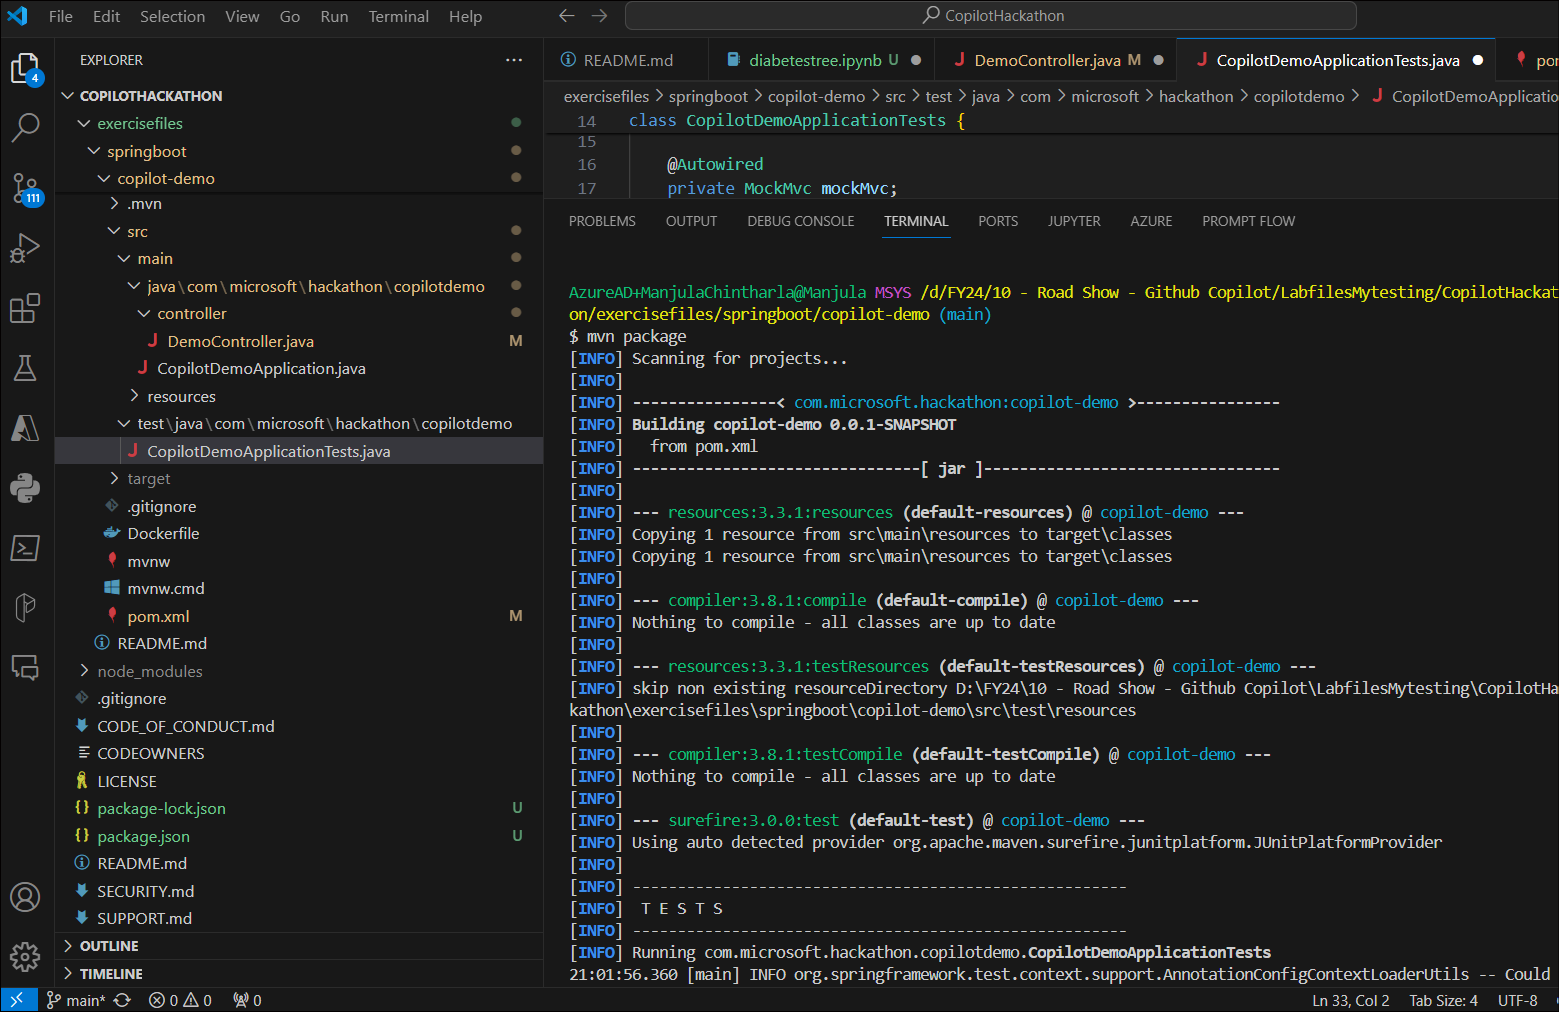 File Edit Selection View Go Run Terminal Help
CopilotHackathon
EXPLORER
COPILOTHACKATHON
exercisefiles
springboot
copilot-demo
.mvn
src
main
java\com\microsoft\hackathon\copilotdemo
controller
DemoController.java M
CopilotDemoApplication.java
resources
test\java\com\microsoft\hackathon\copilotdemo
CopilotDemoApplicationTests.java
target
.gitignore
Dockerfile
mvnw
mvnw.cmd
pom.xml M
README.md
node_modules
.gitignore
CODE_OF_CONDUCT.md
CODEOWNERS
LICENSE
package-lock.json U
package.json U
README.md
SECURITY.md
SUPPORT.md
OUTLINE
TIMELINE
4
111
README.md diabetestree.ipynb U DemoController.java M CopilotDemoApplicationTests.java por
exercisefiles > springboot > copilot-demo > src > test > java > com > microsoft > hackathon > copilotdemo > CopilotDemoApplicatio
14 class CopilotDemoApplicationTests {
15
16 @Autowired
17 private MockMvc mockMvc;
PROBLEMS OUTPUT DEBUG CONSOLE TERMINAL PORTS JUPYTER AZURE PROMPT FLOW
AzureAD+ManjulaChintharla@Manjula MSYS /d/FY24/10 - Road Show - Github Copilot/LabfilesMytesting/CopilotHackat
on/exercisefiles/springboot/copilot-demo (main)
$ mvn package
[INFO] Scanning for projects...
[INFO]
[INFO] ----------------< com.microsoft.hackathon:copilot-demo >----------------
[INFO] Building copilot-demo 0.0.1-SNAPSHOT
[INFO]   from pom.xml
[INFO] --------------------------------[ jar ]---------------------------------
[INFO]
[INFO] --- resources:3.3.1:resources (default-resources) @ copilot-demo ---
[INFO] Copying 1 resource from src\main\resources to target\classes
[INFO] Copying 1 resource from src\main\resources to target\classes
[INFO]
[INFO] --- compiler:3.8.1:compile (default-compile) @ copilot-demo ---
[INFO] Nothing to compile - all classes are up to date
[INFO]
[INFO] --- resources:3.3.1:testResources (default-testResources) @ copilot-demo ---
[INFO] skip non existing resourceDirectory D:\FY24\10 - Road Show - Github Copilot\LabfilesMytesting\CopilotHa
kathon\exercisefiles\springboot\copilot-demo\src\test\resources
[INFO]
[INFO] --- compiler:3.8.1:testCompile (default-testCompile) @ copilot-demo ---
[INFO] Nothing to compile - all classes are up to date
[INFO]
[INFO] --- surefire:3.0.0:test (default-test) @ copilot-demo ---
[INFO] Using auto detected provider org.apache.maven.surefire.junitplatform.JUnitPlatformProvider
[INFO]
[INFO] -------------------------------------------------------
[INFO]  T E S T S
[INFO] -------------------------------------------------------
[INFO] Running com.microsoft.hackathon.copilotdemo.CopilotDemoApplicationTests
21:01:56.360 [main] INFO org.springframework.test.context.support.AnnotationConfigContextLoaderUtils -- Could
main* 0 0 0 Ln 33, Col 2 Tab Size: 4 UTF-8